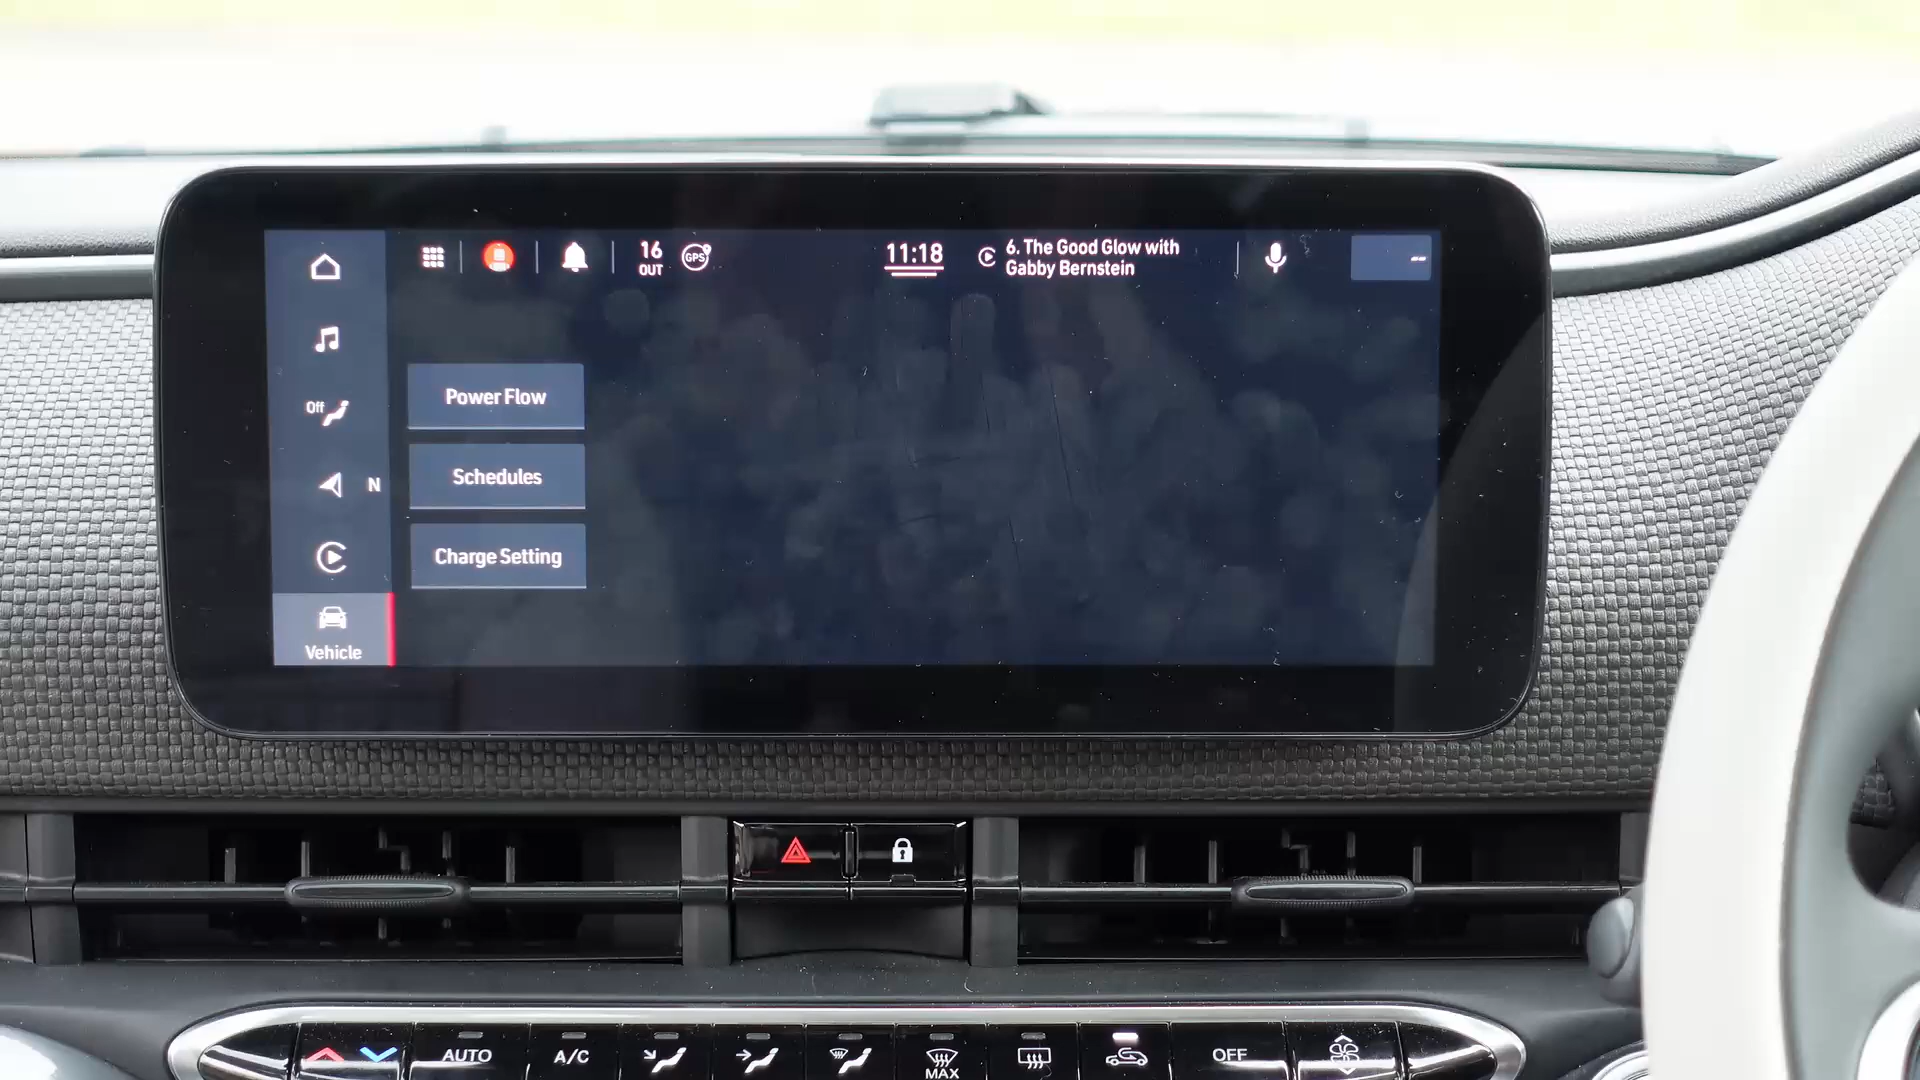 16
OUT
GPS
11:18
6. The Good Glow with
Gabby Bernstein
--
Power Flow
Off
Schedules
N
Charge Setting
Vehicle
AUTO
A/C
MAX
OFF